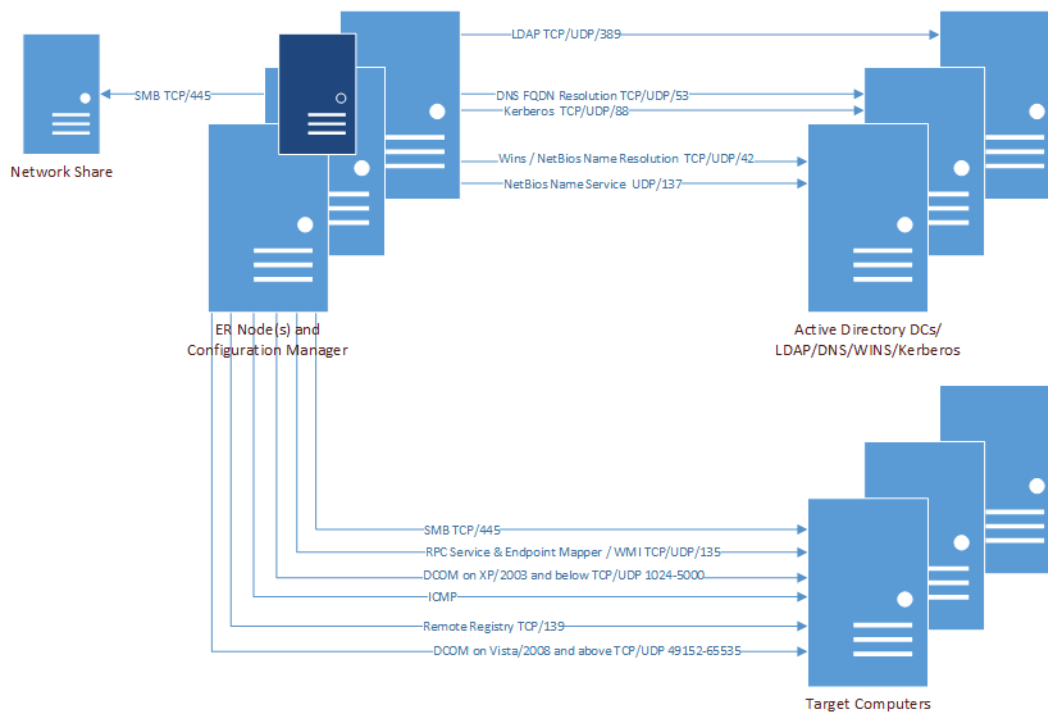 LDAP TCP/UDP/389
SMB TCP/445
DNS FQDN Resolution TCP/UDP/53
Kerberos TCP/UDP/88
Network Share
Wins / NetBios Name Resolution TCP/UDP/42
NetBios Name Service UDP/137
ER Node(s) and
Configuration Manager
Active Directory DCs/
LDAP/DNS/WINS/Kerberos
SMB TCP/445
RPC Service & Endpoint Mapper / WMI TCP/UDP/135
DCOM on XP/2003 and below TCP/UDP 1024-5000
ICMP
Remote Registry TCP/139
DCOM on Vista/2008 and above TCP/UDP 49152-65535
Target Computers